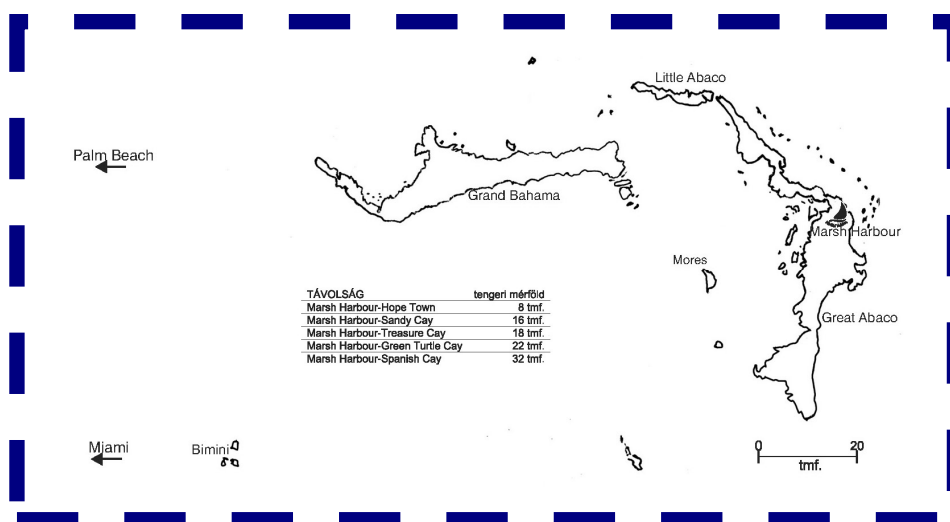 Little Abaco
Palm Beach
Grand Bahama
Marsh Harbour
Mores
TÁVOLSÁG tengeri mérföld
Marsh Harbour-Hope Town 8 tmf.
Marsh Harbour-Sandy Cay 16 tmf.
Marsh Harbour-Treasure Cay 18 tmf.
Marsh Harbour-Green Turtle Cay 22 tmf.
Marsh Harbour-Spanish Cay 32 tmf.
Great Abaco
Miami
Bimini
0 20
tmf.